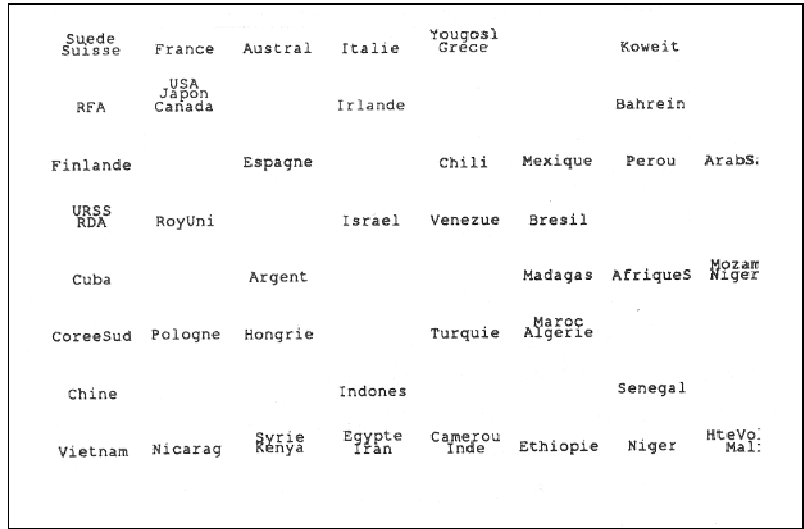 Suede Yougosl
Suisse France Austral Italie Grece Koweit
USA
Japon
RFA Canada Irlande Bahrein
Finlande Espagne Chili Mexique Perou ArabS
URSS
RDA RoyUni Israel Venezue Bresil
Mozam
Cuba Argent Madagas AfriqueS Niger
Maroc
CoreeSud Pologne Hongrie Turquie Algerie
Chine Indones Senegal
Syrie Egypte Camerou HteVo
Vietnam Nicarag Kenya Iran Inde Ethiopie Niger Mal